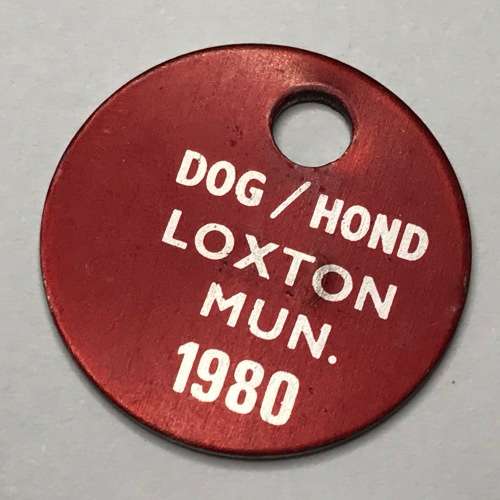 DOG / HOND
LOXTON
MUN.
1980